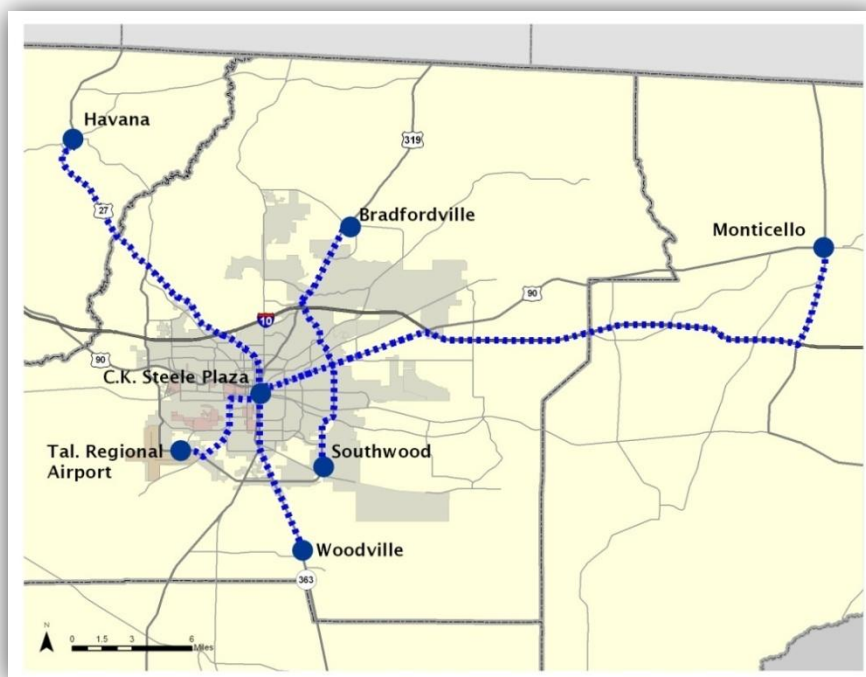 Havana
319
Bradfordville
27
Monticello
90
10
90
C.K. Steele Plaza
Tal. Regional
Airport
Southwood
Woodville
363
N
0 1.5 3 6
Miles